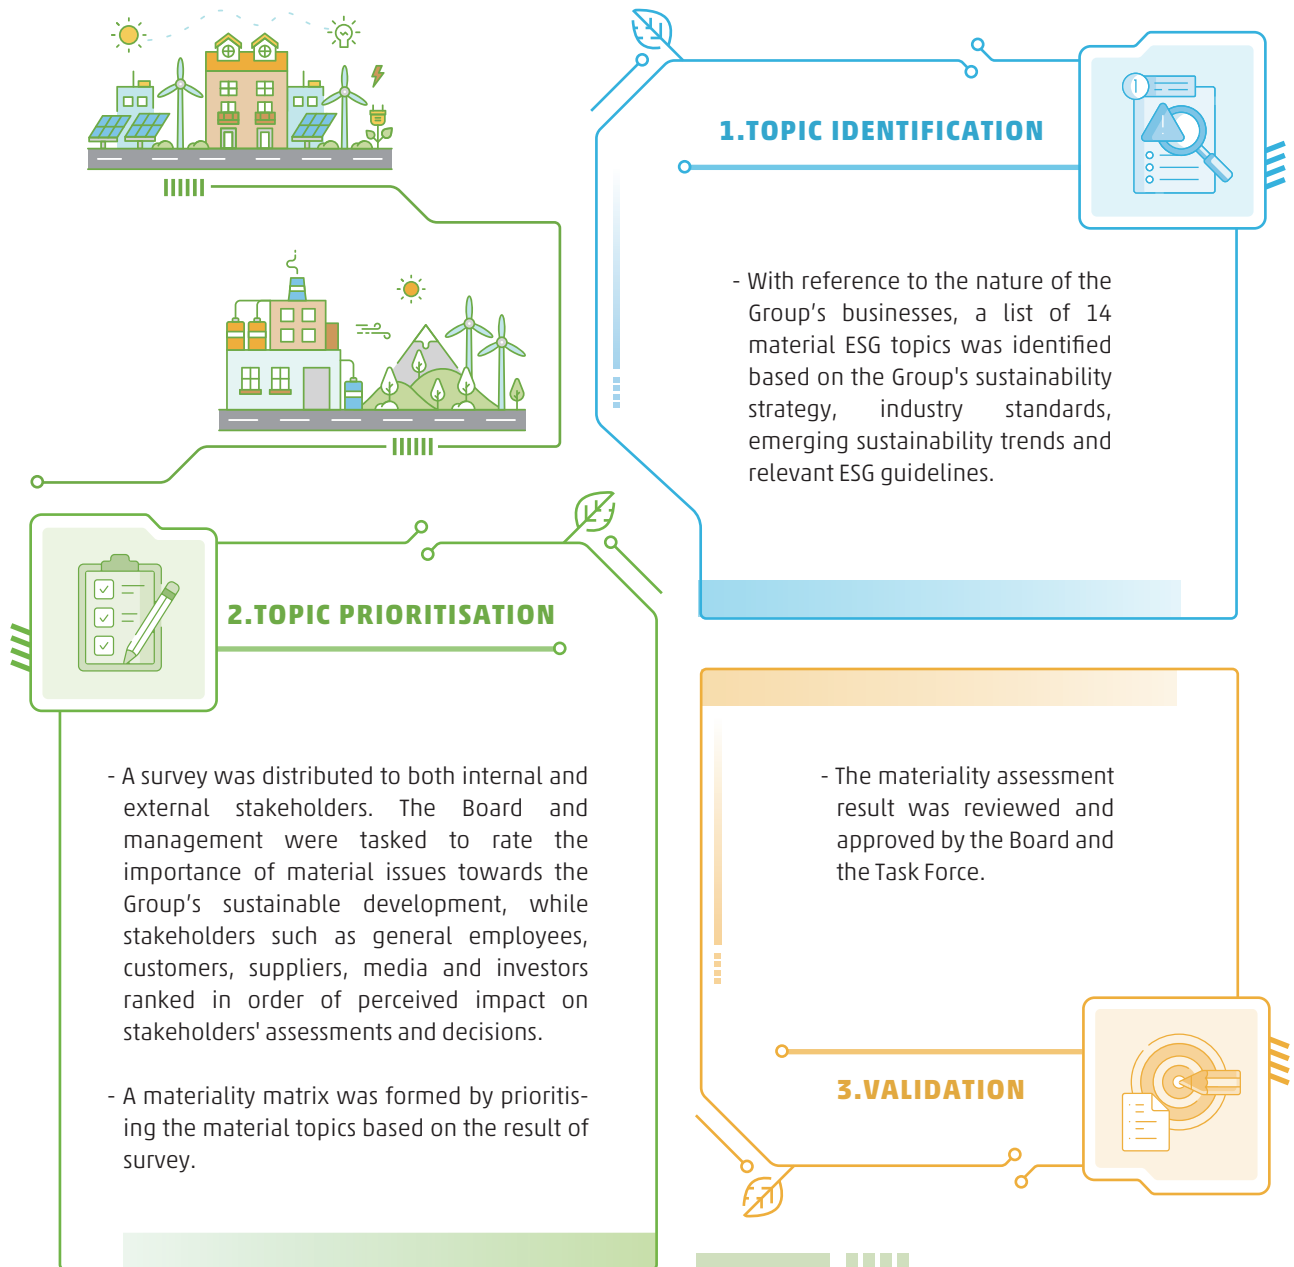 1.TOPIC IDENTIFICATION
- With reference to the nature of the
Group’s businesses, a list of 14
material ESG topics was identified
based on the Group's sustainability
strategy, industry standards,
emerging sustainability trends and
relevant ESG guidelines.
2.TOPIC PRIORITISATION
- A survey was distributed to both internal and
external stakeholders. The Board and
management were tasked to rate the
importance of material issues towards the
Group’s sustainable development, while
stakeholders such as general employees,
customers, suppliers, media and investors
ranked in order of perceived impact on
stakeholders' assessments and decisions.
- A materiality matrix was formed by prioritis-
ing the material topics based on the result of
survey.
- The materiality assessment
result was reviewed and
approved by the Board and
the Task Force.
3.VALIDATION